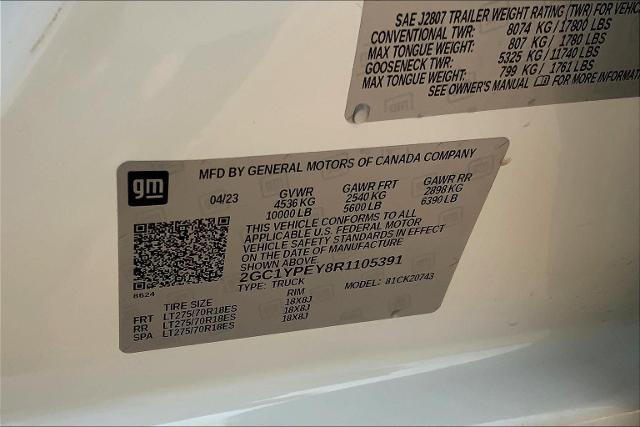 SAE J2807 TRAILER WEIGHT RATING (TWR) FOR VEHIC
CONVENTIONAL TWR: 8074 KG / 17800 LBS
MAX TONGUE WEIGHT: 807 KG / 1780 LBS
GOOSENECK TWR: 5325 KG / 11740 LBS
MAX TONGUE WEIGHT: 799 KG / 1761 LBS
SEE OWNER'S MANUAL FOR MORE INFORMATION
gm
MFD BY GENERAL MOTORS OF CANADA COMPANY
04/23 GVWR GAWR FRT GAWR RR
4536 KG 2540 KG 2898 KG
10000 LB 5600 LB 6390 LB
THIS VEHICLE CONFORMS TO ALL
APPLICABLE U.S. FEDERAL MOTOR
VEHICLE SAFETY STANDARDS IN EFFECT
ON THE DATE OF MANUFACTURE
2GC1YPEY8R1105391
TYPE: TRUCK MODEL: 81CK20743
8624
TIRE SIZE RIM
FRT LT275/70R18ES 18X8J
RR LT275/70R18ES 18X8J
SPA LT275/70R18ES 18X8J